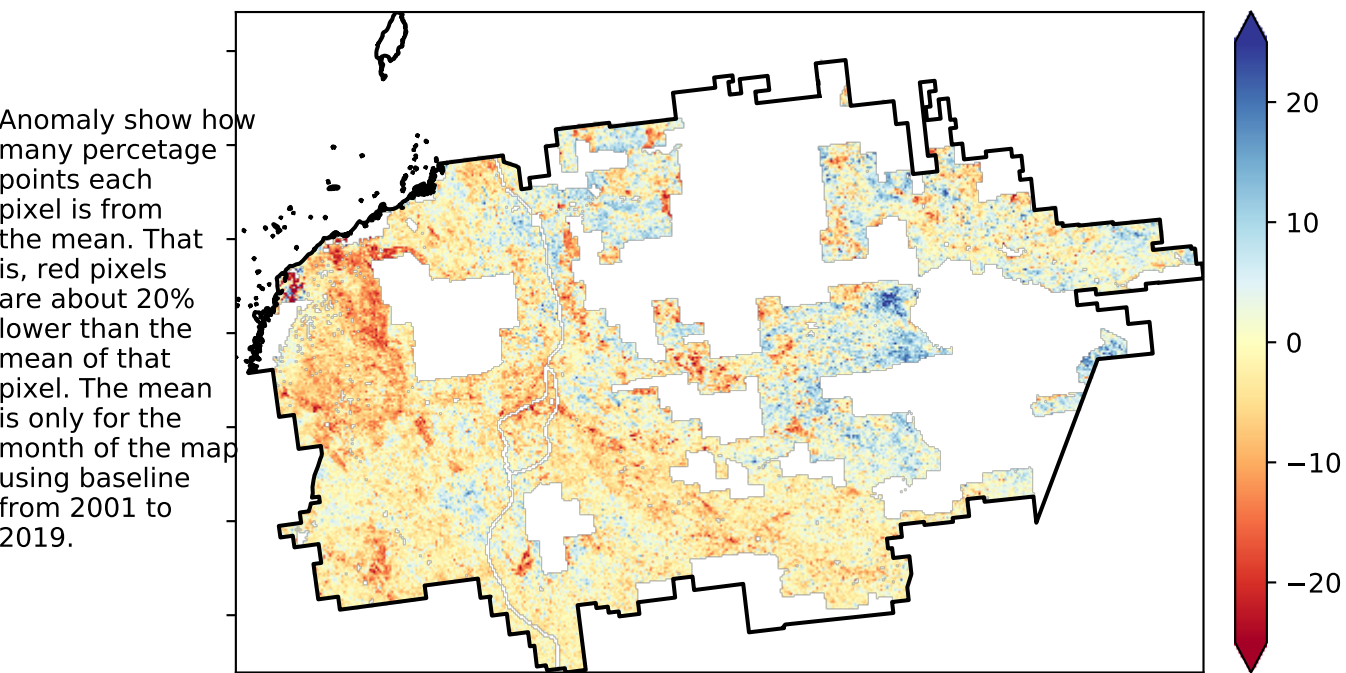 Anomaly show how
many percetage
points each
pixel is from
the mean. That
is, red pixels
are about 20%
lower than the
mean of that
pixel. The mean
is only for the
month of the map
using baseline
from 2001 to
2019.
20
10
0
−10
−20